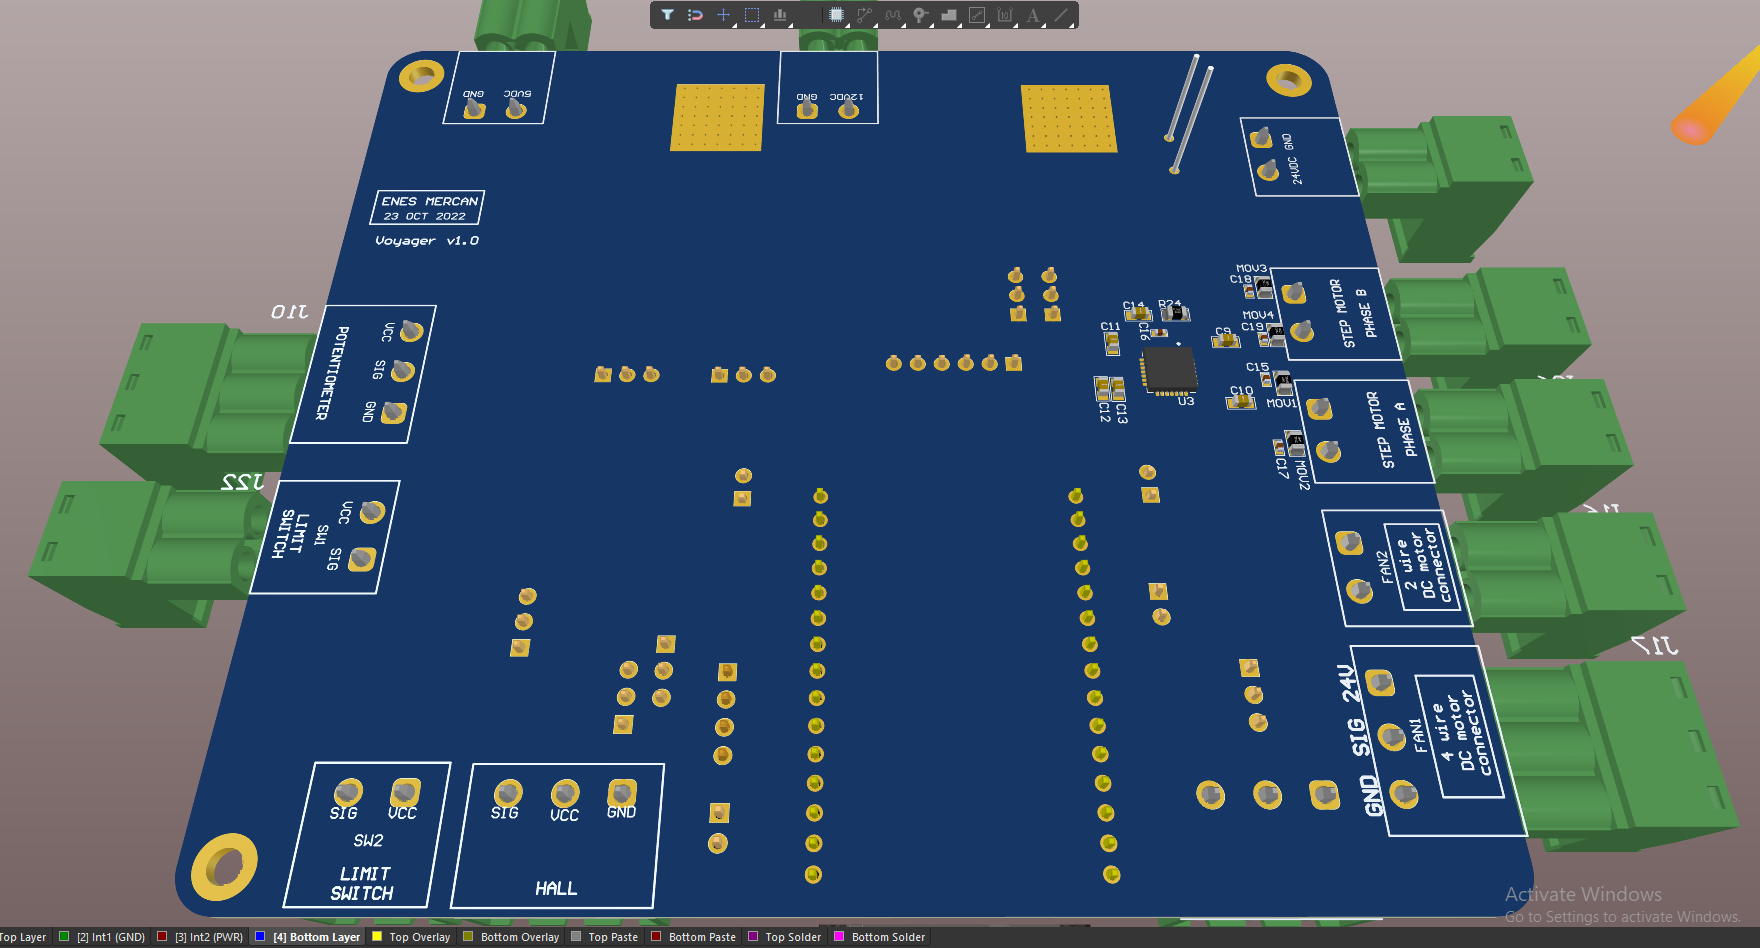 GND 5VDC
GND 12VDC
24VDC GND
ENES MERCAN
23 OCT 2022
Voyager v1.0
J10
POTENTIOMETER
VCC
SIG
GND
J22
LIMIT
SWITCH
SW1
VCC
SIG
MOV3
C18
STEP MOTOR
PHASE B
C14
R24
C11
C16
MOV4
C19
C9
C15
C10
MOV1
U3
C12
C13
STEP MOTOR
PHASE A
C17
MOV2
FAN2
2 wire
DC motor
connector
J17
GND SIG 24V
FAN1
4 wire
DC motor
connector
SIG VCC
SW2
LIMIT
SWITCH
SIG VCC GND
HALL
Activate Windows
Go to Settings to activate Windows.
Top Layer [2] Int1 (GND) [3] Int2 (PWR) [4] Bottom Layer Top Overlay Bottom Overlay Top Paste Bottom Paste Top Solder Bottom Solder